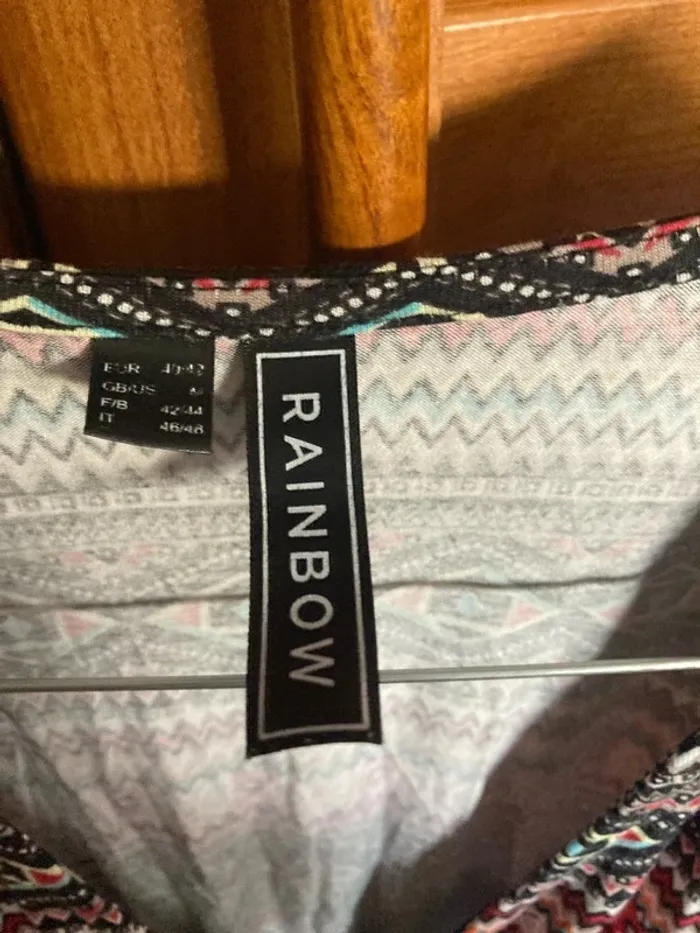 EUR 40/42
GB/US M
F/B 42/44
IT 46/48
RAINBOW